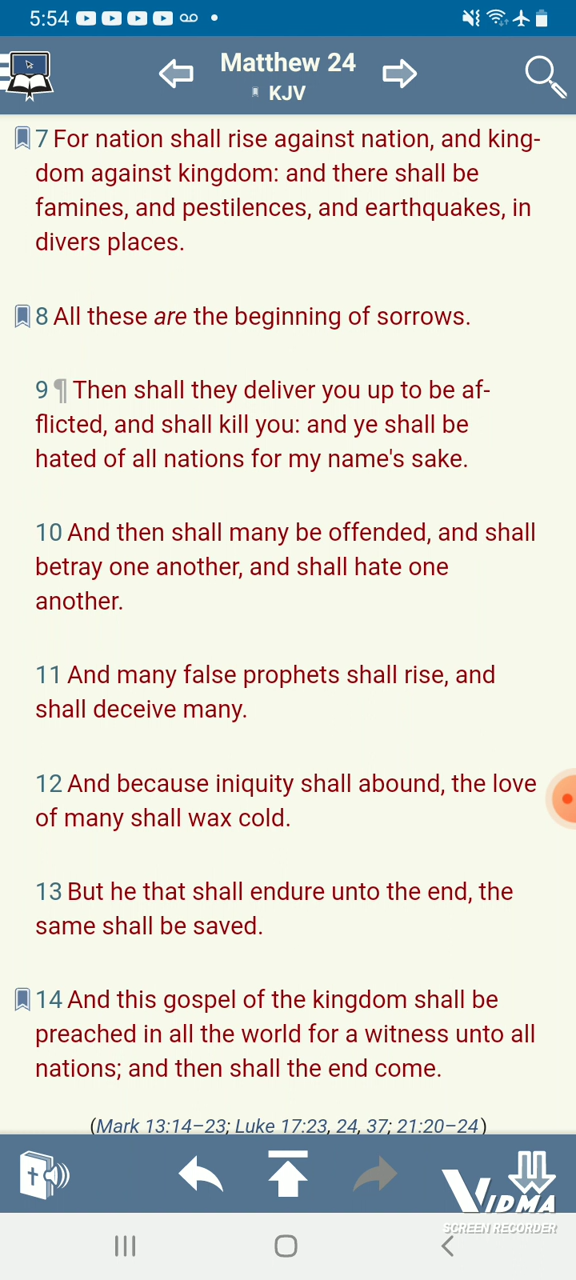 5:54
Matthew 24
KJV
7 For nation shall rise against nation, and king-
dom against kingdom: and there shall be
famines, and pestilences, and earthquakes, in
divers places.
8 All these are the beginning of sorrows.
9 ¶ Then shall they deliver you up to be af-
flicted, and shall kill you: and ye shall be
hated of all nations for my name's sake.
10 And then shall many be offended, and shall
betray one another, and shall hate one
another.
11 And many false prophets shall rise, and
shall deceive many.
12 And because iniquity shall abound, the love
of many shall wax cold.
13 But he that shall endure unto the end, the
same shall be saved.
14 And this gospel of the kingdom shall be
preached in all the world for a witness unto all
nations; and then shall the end come.
(Mark 13:14–23; Luke 17:23, 24, 37; 21:20–24)
VIDMA
SCREEN RECORDER